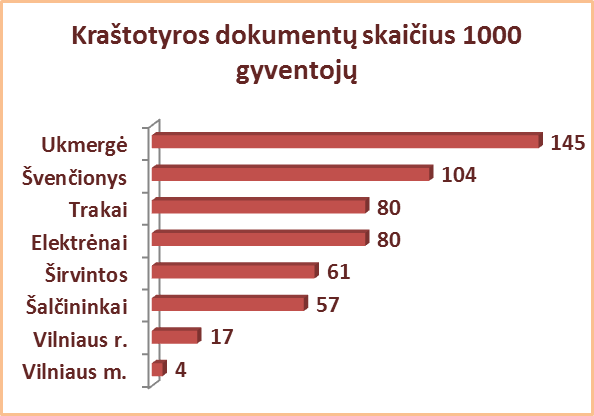 Kraštotyros dokumentų skaičius 1000
gyventojų
Ukmergė 145
Švenčionys 104
Trakai 80
Elektrėnai 80
Širvintos 61
Šalčininkai 57
Vilniaus r. 17
Vilniaus m. 4